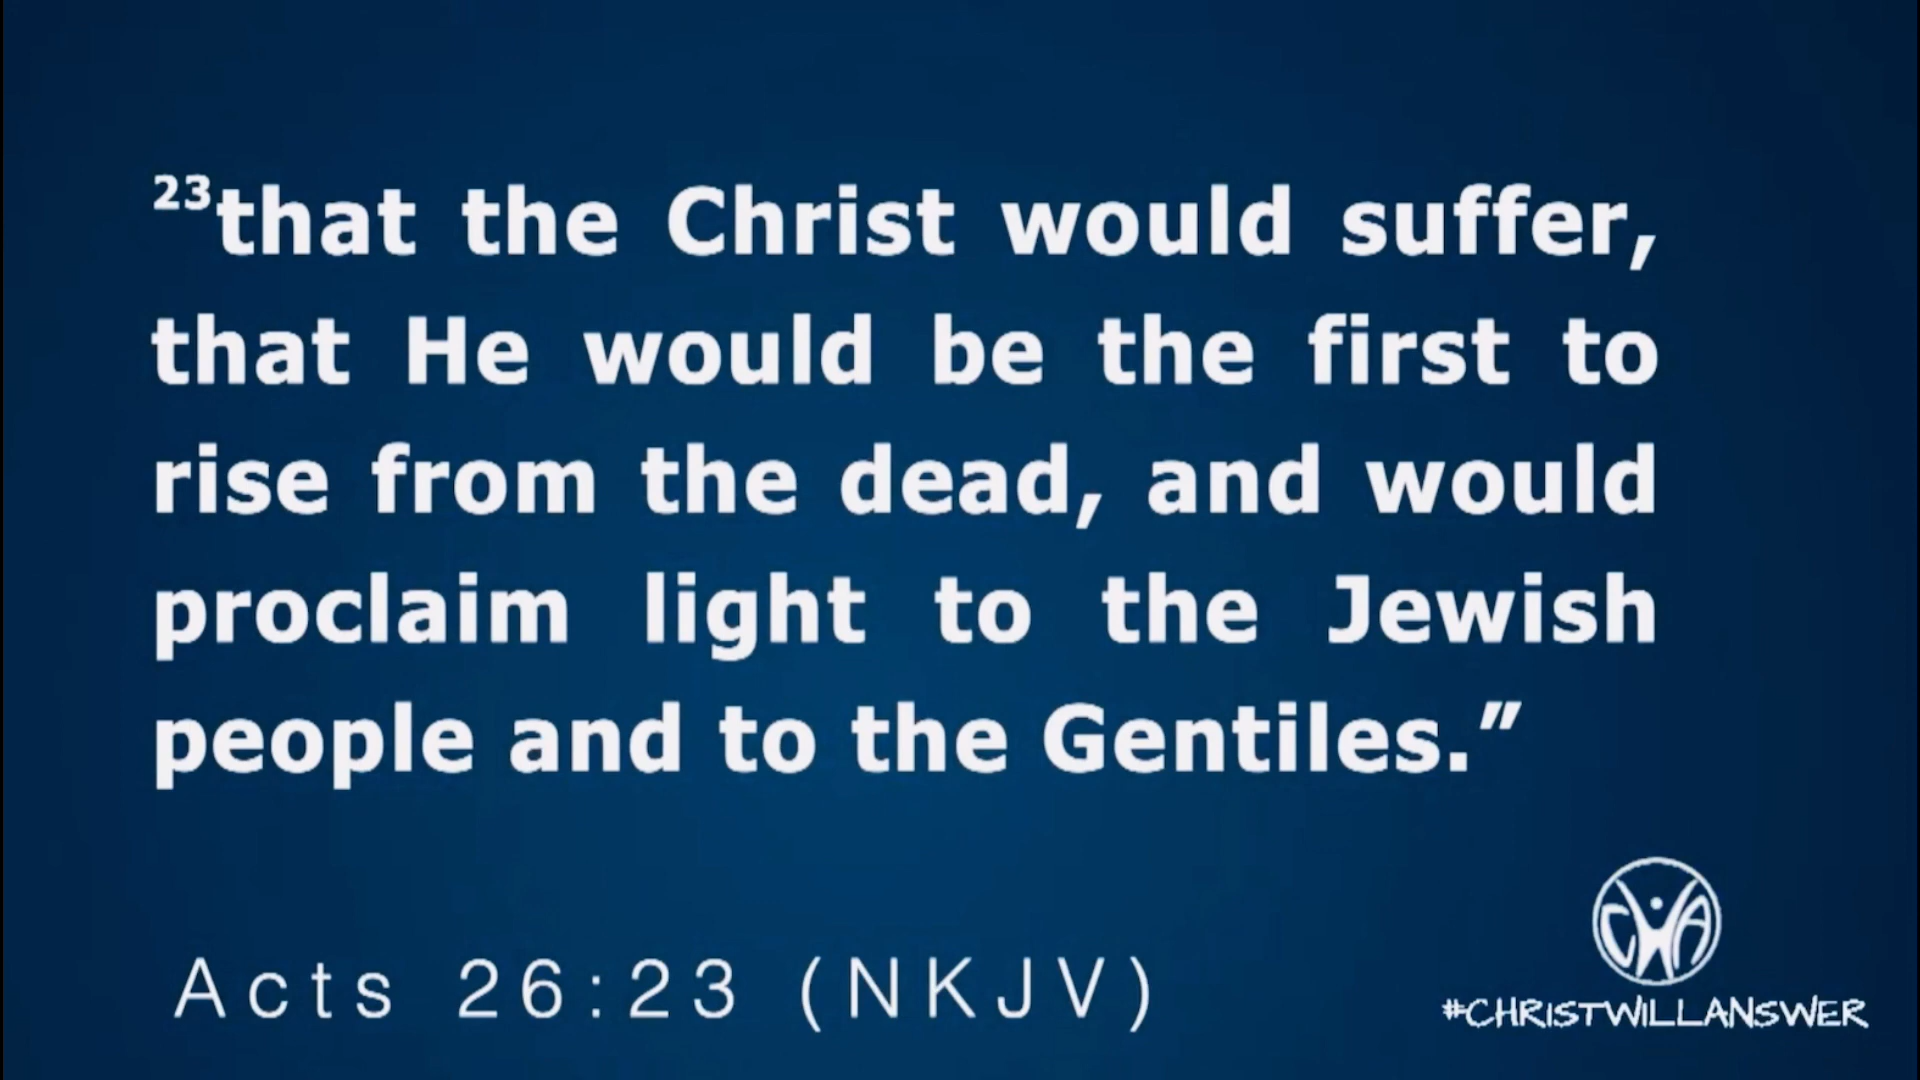 ²³that the Christ would suffer,
that He would be the first to
rise from the dead, and would
proclaim light to the Jewish
people and to the Gentiles.”
Acts 26:23 (NKJV)
CWA
#CHRISTWILLANSWER